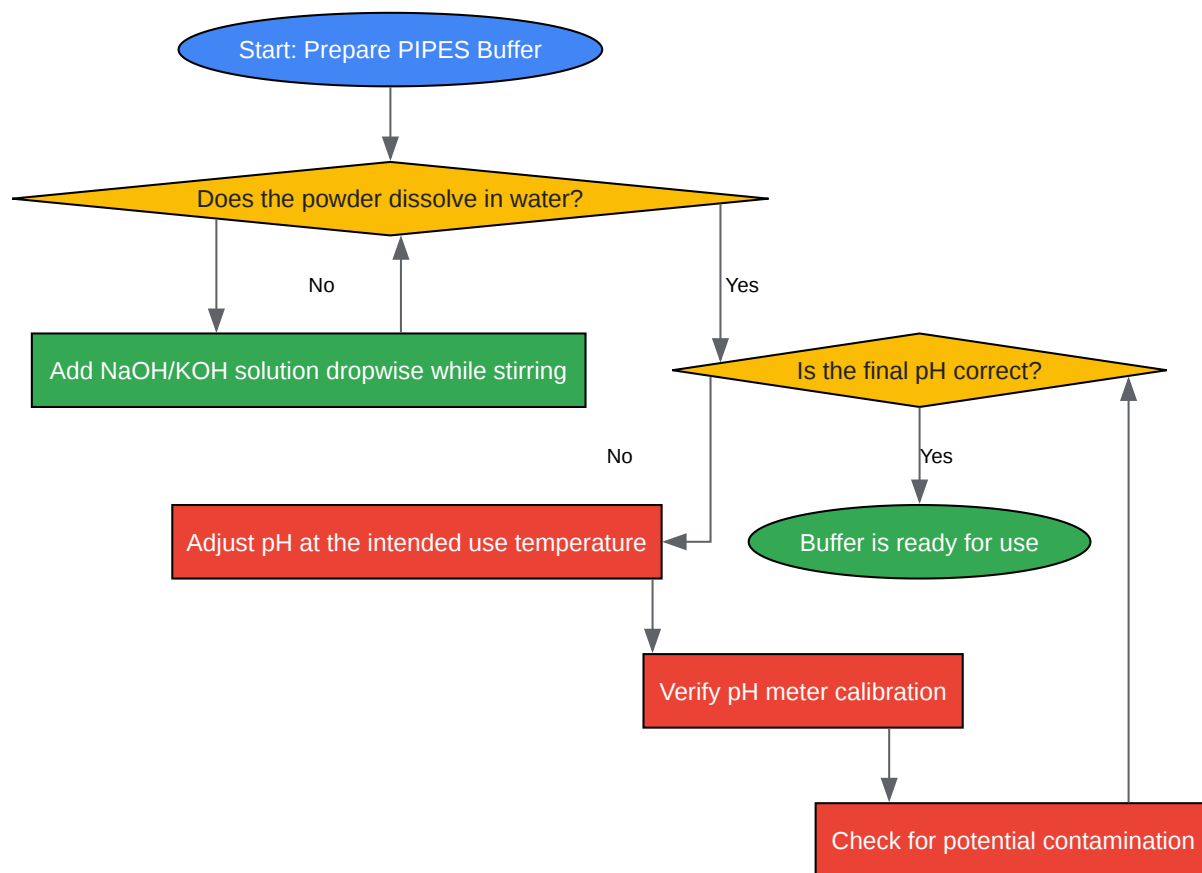 Start: Prepare PIPES Buffer
Does the powder dissolve in water?
No
Yes
Add NaOH/KOH solution dropwise while stirring
Is the final pH correct?
No
Yes
Adjust pH at the intended use temperature
Buffer is ready for use
Verify pH meter calibration
Check for potential contamination